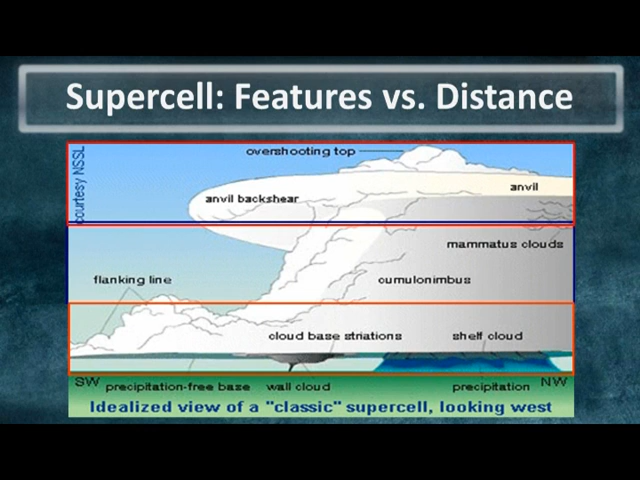 Supercell: Features vs. Distance
courtesy NSSL
overshooting top
anvil
anvil backshear
mammatus clouds
flanking line
cumulonimbus
cloud base striations
shelf cloud
SW
precipitation-free base
wall cloud
precipitation
NW
Idealized view of a "classic" supercell, looking west